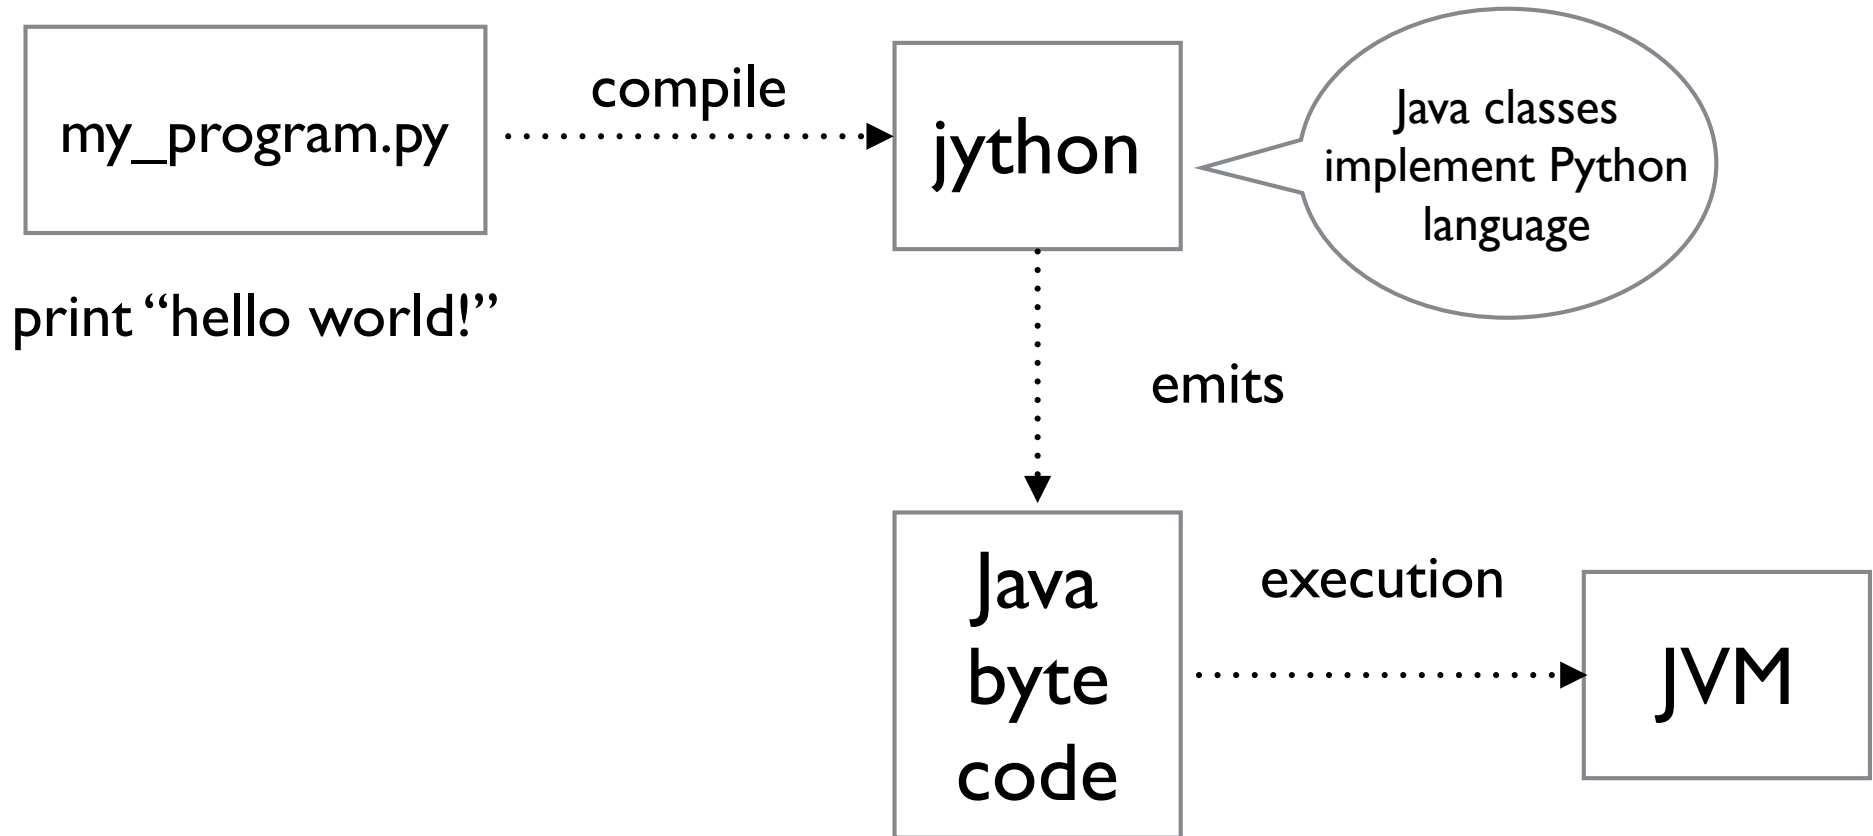 my_program.py
compile
jython
Java classes
implement Python
language
print “hello world!”
emits
Java
byte
code
execution
JVM